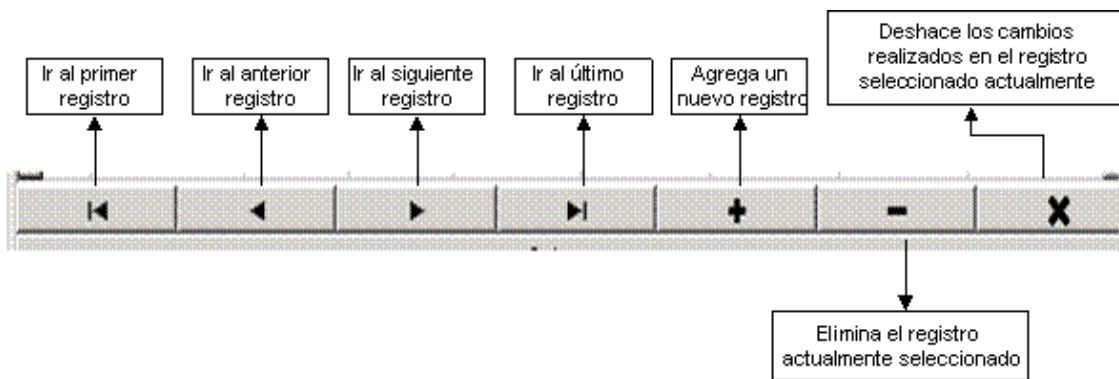 Deshace los cambios
realizados en el registro
seleccionado actualmente
Ir al primer
registro
Ir al anterior
registro
Ir al siguiente
registro
Ir al último
registro
Agrega un
nuevo registro
Elimina el registro
actualmente seleccionado